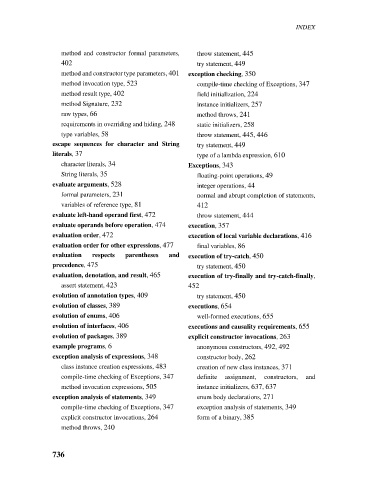 INDEX
method and constructor formal parameters,
402
method and constructor type parameters, 401
method invocation type, 523
method result type, 402
method Signature, 232
raw types, 66
requirements in overriding and hiding, 248
type variables, 58
escape sequences for character and String
literals, 37
character literals, 34
String literals, 35
evaluate arguments, 528
formal parameters, 231
variables of reference type, 81
evaluate left-hand operand first, 472
evaluate operands before operation, 474
evaluation order, 472
evaluation order for other expressions, 477
evaluation respects parentheses and
precedence, 475
evaluation, denotation, and result, 465
assert statement, 423
evolution of annotation types, 409
evolution of classes, 389
evolution of enums, 406
evolution of interfaces, 406
evolution of packages, 389
example programs, 6
exception analysis of expressions, 348
class instance creation expressions, 483
compile-time checking of Exceptions, 347
method invocation expressions, 505
exception analysis of statements, 349
compile-time checking of Exceptions, 347
explicit constructor invocations, 264
method throws, 240
throw statement, 445
try statement, 449
exception checking, 350
compile-time checking of Exceptions, 347
field initialization, 224
instance initializers, 257
method throws, 241
static initializers, 258
throw statement, 445, 446
try statement, 449
type of a lambda expression, 610
Exceptions, 343
floating-point operations, 49
integer operations, 44
normal and abrupt completion of statements,
412
throw statement, 444
execution, 357
execution of local variable declarations, 416
final variables, 86
execution of try-catch, 450
try statement, 450
execution of try-finally and try-catch-finally,
452
try statement, 450
executions, 654
well-formed executions, 655
executions and causality requirements, 655
explicit constructor invocations, 263
anonymous constructors, 492, 492
constructor body, 262
creation of new class instances, 371
definite assignment, constructors, and
instance initializers, 637, 637
enum body declarations, 271
exception analysis of statements, 349
form of a binary, 385
736